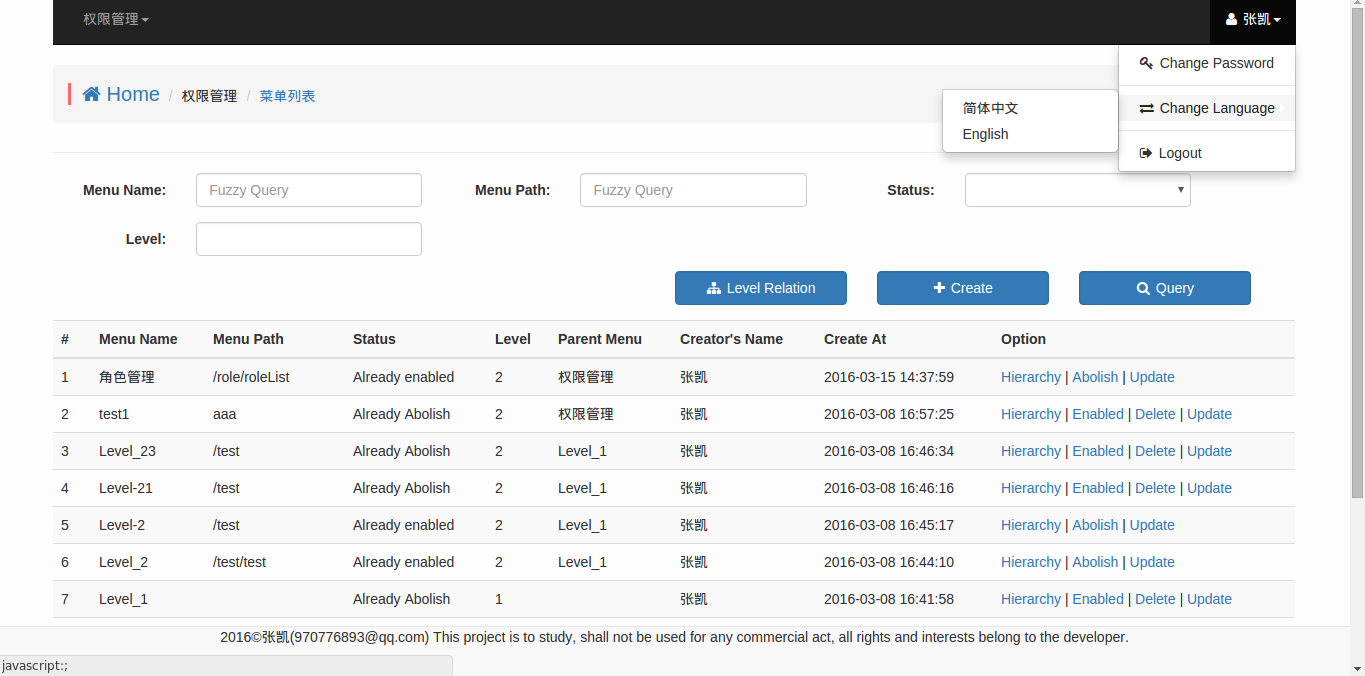 权限管理 张凯
Change Password
Home / 权限管理 / 菜单列表
简体中文 Change Language
English
Logout
Menu Name: Fuzzy Query Menu Path: Fuzzy Query Status:
Level:
Level Relation Create Query
# Menu Name Menu Path Status Level Parent Menu Creator's Name Create At Option
1 角色管理 /role/roleList Already enabled 2 权限管理 张凯 2016-03-15 14:37:59 Hierarchy | Abolish | Update
2 test1 aaa Already Abolish 2 权限管理 张凯 2016-03-08 16:57:25 Hierarchy | Enabled | Delete | Update
3 Level_23 /test Already Abolish 2 Level_1 张凯 2016-03-08 16:46:34 Hierarchy | Enabled | Delete | Update
4 Level-21 /test Already Abolish 2 Level_1 张凯 2016-03-08 16:46:16 Hierarchy | Enabled | Delete | Update
5 Level-2 /test Already enabled 2 Level_1 张凯 2016-03-08 16:45:17 Hierarchy | Abolish | Update
6 Level_2 /test/test Already enabled 2 Level_1 张凯 2016-03-08 16:44:10 Hierarchy | Abolish | Update
7 Level_1 Already Abolish 1 张凯 2016-03-08 16:41:58 Hierarchy | Enabled | Delete | Update
2016©张凯(970776893@qq.com) This project is to study, shall not be used for any commercial act, all rights and interests belong to the developer.
javascript:;